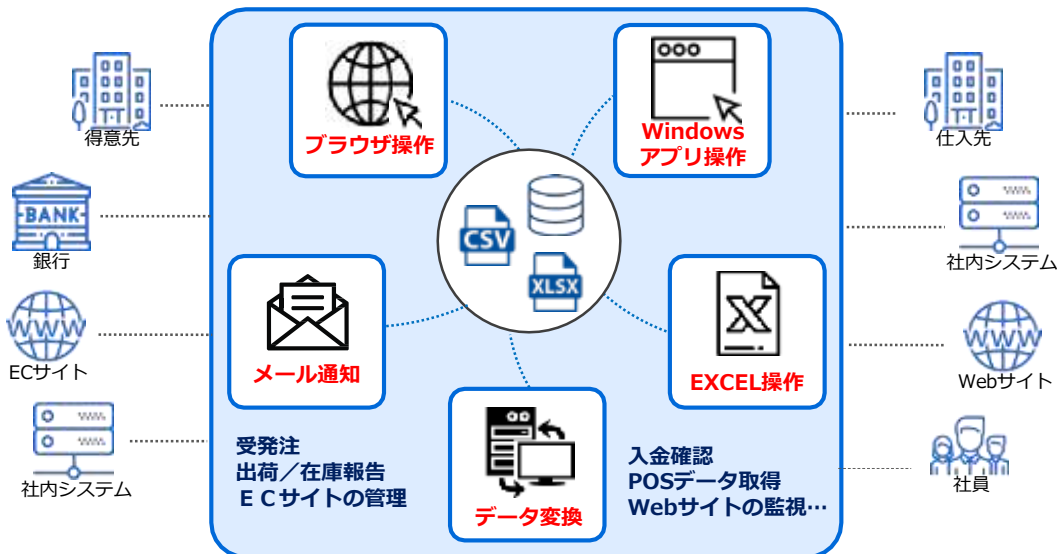 得意先
BANK
銀行
WWW
ECサイト
社内システム
ブラウザ操作
Windows
アプリ操作
CSV
XLSX
メール通知
EXCEL操作
データ変換
受発注
出荷／在庫報告
ＥＣサイトの管理
入金確認
POSデータ取得
Webサイトの監視…
仕入先
社内システム
WWW
Webサイト
社員